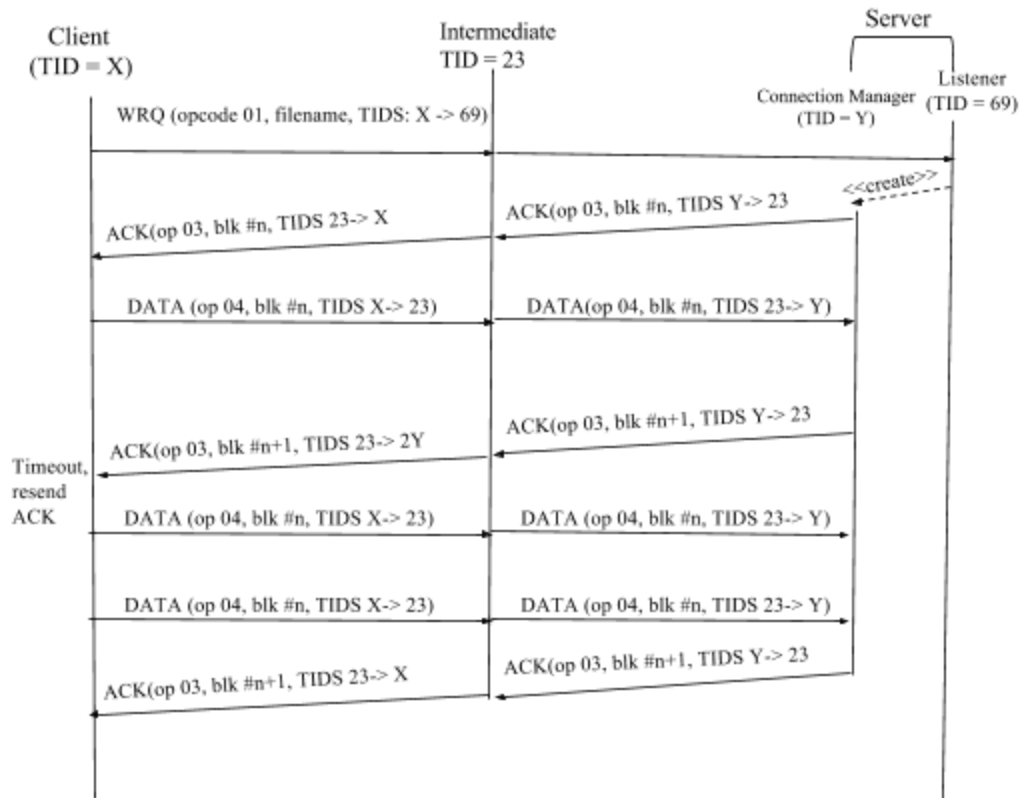 Server
Client
(TID = X)
Intermediate
TID = 23
Connection Manager
(TID = Y)
Listener
(TID = 69)
WRQ (opcode 01, filename, TIDS: X -> 69)
<<create>>
ACK(op 03, blk #n, TIDS Y-> 23
ACK(op 03, blk #n, TIDS 23-> X
DATA (op 04, blk #n, TIDS X-> 23)
DATA(op 04, blk #n, TIDS 23-> Y)
ACK(op 03, blk #n+1, TIDS Y-> 23
ACK(op 03, blk #n+1, TIDS 23-> 2Y
Timeout,
resend
ACK
DATA (op 04, blk #n, TIDS X-> 23)
DATA (op 04, blk #n, TIDS 23-> Y)
DATA (op 04, blk #n, TIDS X-> 23)
DATA (op 04, blk #n, TIDS 23-> Y)
ACK(op 03, blk #n+1, TIDS Y-> 23
ACK(op 03, blk #n+1, TIDS 23-> X